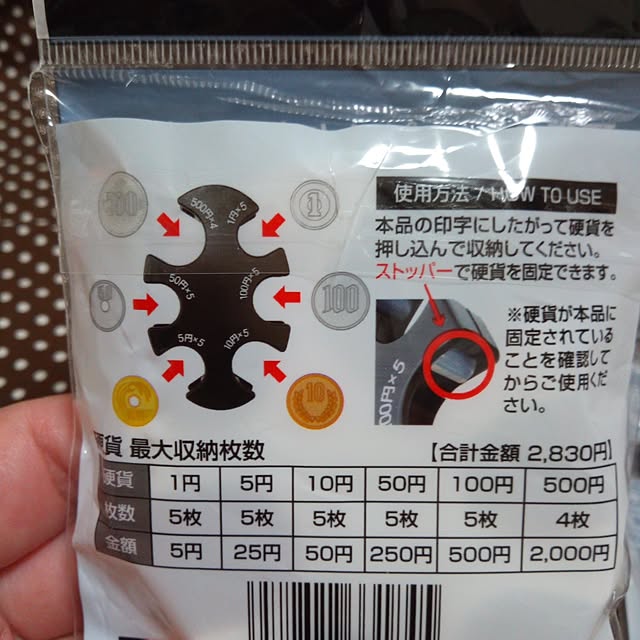 使用方法 / HOW TO USE
本品の印字にしたがって硬貨を
押し込んで収納してください。
ストッパーで硬貨を固定できます。
※硬貨が本品に
固定されている
ことを確認して
からご使用くだ
さい。
500円×4
1円×5
50円×5
100円×5
5円×5
10円×5
500
1
100
10
00円×5
硬貨 最大収納枚数
【合計金額 2,830円】
硬貨 1円 5円 10円 50円 100円 500円
枚数 5枚 5枚 5枚 5枚 5枚 4枚
金額 5円 25円 50円 250円 500円 2,000円